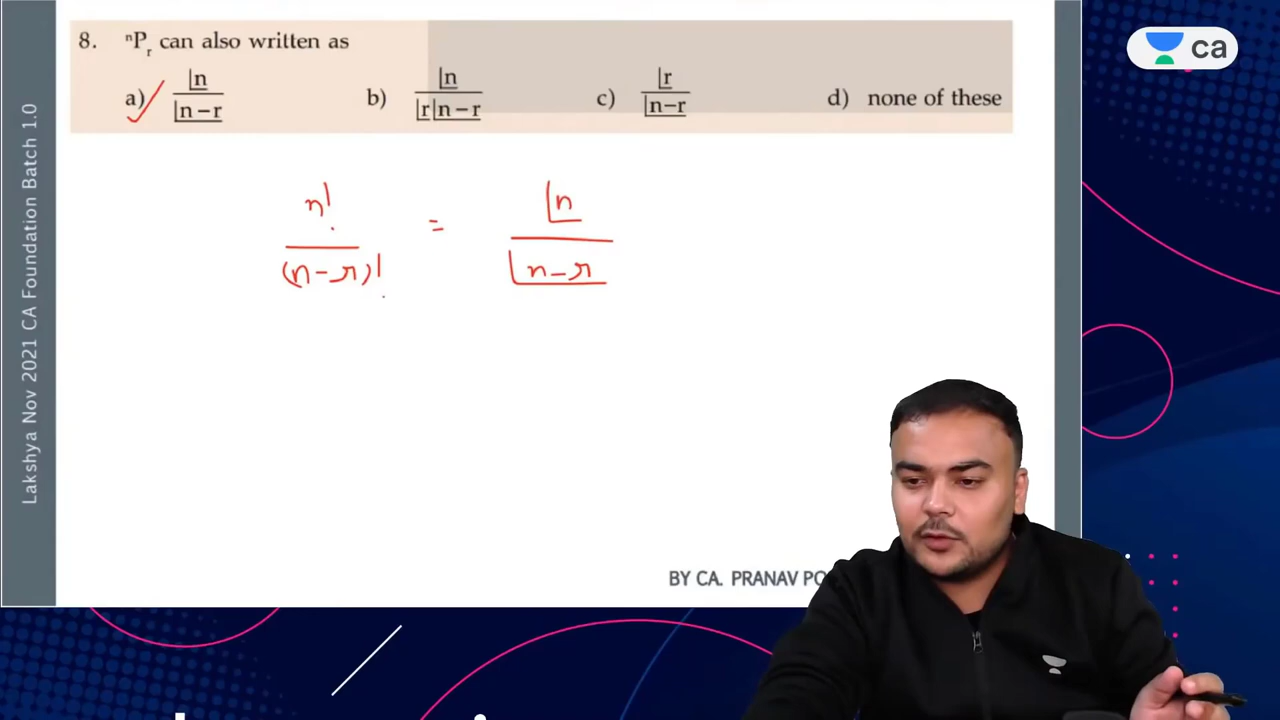 ca
8. ⁿPᵣ can also written as
a) ⌊n / ⌊n−r b) ⌊n / ⌊r⌊n−r c) ⌊r / ⌊n−r d) none of these
n! / (n−r)! = ⌊n / ⌊n−r
Lakshya Nov 2021 CA Foundation Batch 1.0
BY CA. PRANAV